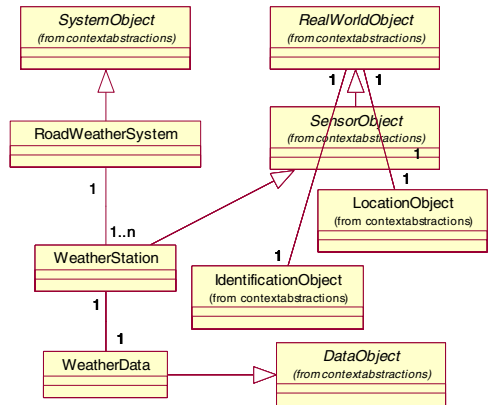 SystemObject
(from contextabstractions)
RealWorldObject
(from contextabstractions)
1
1
RoadWeatherSystem
SensorObject
(from contextabstractions)
1
1
1
LocationObject
(from contextabstractions)
1..n
WeatherStation
1
IdentificationObject
(from contextabstractions)
1
1
WeatherData
DataObject
(from contextabstractions)